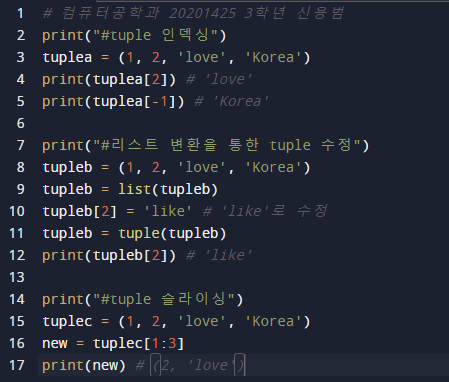 1 # 컴퓨터공학과 20201425 3학년 신용범
2 print("#tuple 인덱싱")
3 tuplea = (1, 2, 'love', 'Korea')
4 print(tuplea[2]) # 'love'
5 print(tuplea[-1]) # 'Korea'
6
7 print("#리스트 변환을 통한 tuple 수정")
8 tupleb = (1, 2, 'love', 'Korea')
9 tupleb = list(tupleb)
10 tupleb[2] = 'like' # 'like'로 수정
11 tupleb = tuple(tupleb)
12 print(tupleb[2]) # 'like'
13
14 print("#tuple 슬라이싱")
15 tuplec = (1, 2, 'love', 'Korea')
16 new = tuplec[1:3]
17 print(new) # (2, 'love')